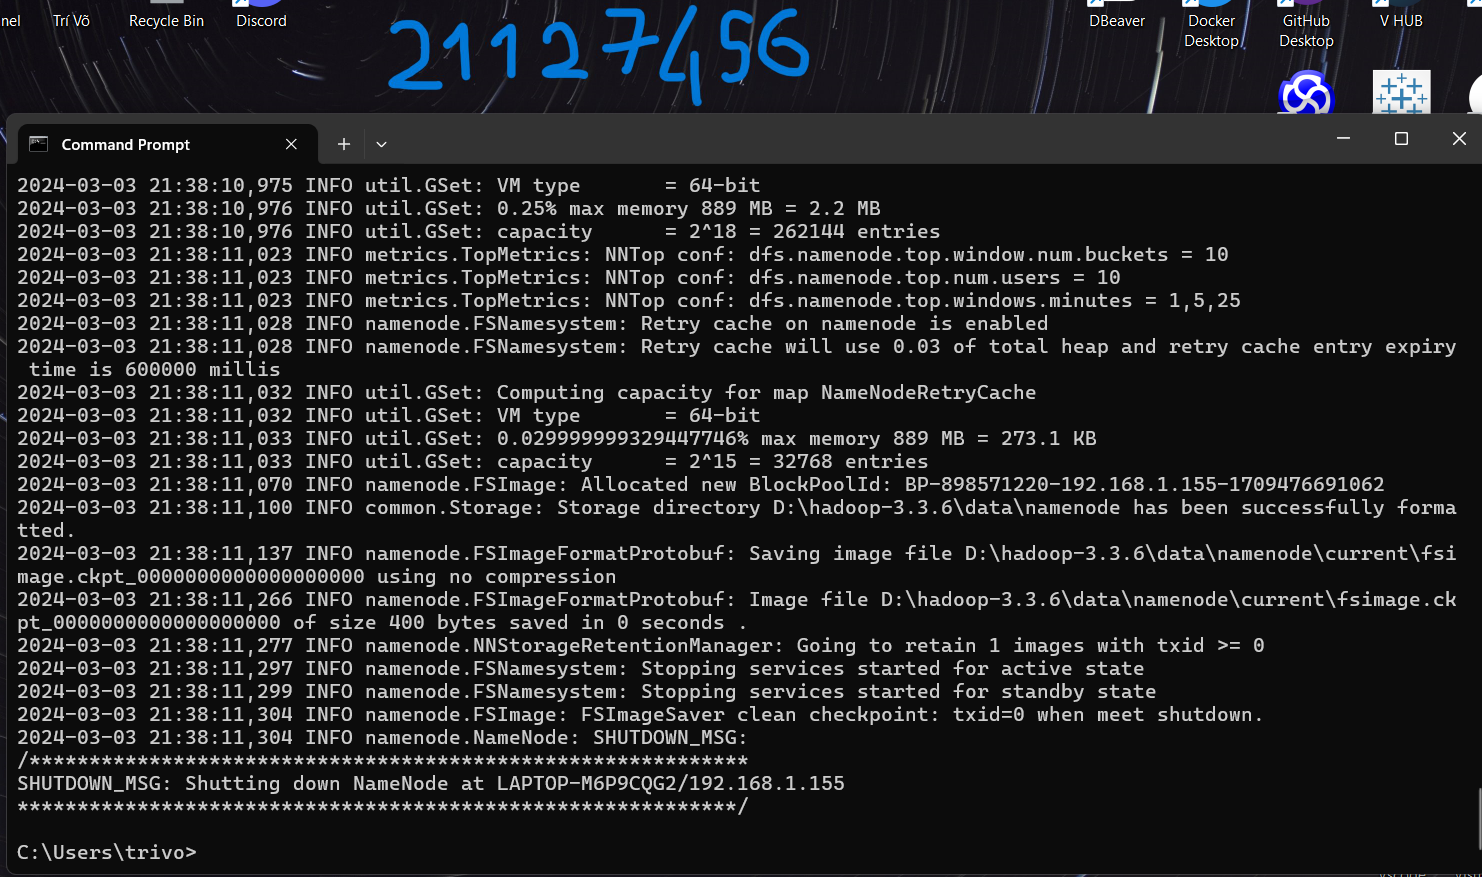 nel
Trí Võ
Recycle Bin
Discord
21127456
DBeaver
Docker
Desktop
GitHub
Desktop
V HUB
Command Prompt
2024-03-03 21:38:10,975 INFO util.GSet: VM type       = 64-bit
2024-03-03 21:38:10,976 INFO util.GSet: 0.25% max memory 889 MB = 2.2 MB
2024-03-03 21:38:10,976 INFO util.GSet: capacity      = 2^18 = 262144 entries
2024-03-03 21:38:11,023 INFO metrics.TopMetrics: NNTop conf: dfs.namenode.top.window.num.buckets = 10
2024-03-03 21:38:11,023 INFO metrics.TopMetrics: NNTop conf: dfs.namenode.top.num.users = 10
2024-03-03 21:38:11,023 INFO metrics.TopMetrics: NNTop conf: dfs.namenode.top.windows.minutes = 1,5,25
2024-03-03 21:38:11,028 INFO namenode.FSNamesystem: Retry cache on namenode is enabled
2024-03-03 21:38:11,028 INFO namenode.FSNamesystem: Retry cache will use 0.03 of total heap and retry cache entry expiry
 time is 600000 millis
2024-03-03 21:38:11,032 INFO util.GSet: Computing capacity for map NameNodeRetryCache
2024-03-03 21:38:11,032 INFO util.GSet: VM type       = 64-bit
2024-03-03 21:38:11,033 INFO util.GSet: 0.029999999329447746% max memory 889 MB = 273.1 KB
2024-03-03 21:38:11,033 INFO util.GSet: capacity      = 2^15 = 32768 entries
2024-03-03 21:38:11,070 INFO namenode.FSImage: Allocated new BlockPoolId: BP-898571220-192.168.1.155-1709476691062
2024-03-03 21:38:11,100 INFO common.Storage: Storage directory D:\hadoop-3.3.6\data\namenode has been successfully forma
tted.
2024-03-03 21:38:11,137 INFO namenode.FSImageFormatProtobuf: Saving image file D:\hadoop-3.3.6\data\namenode\current\fsi
mage.ckpt_0000000000000000000 using no compression
2024-03-03 21:38:11,266 INFO namenode.FSImageFormatProtobuf: Image file D:\hadoop-3.3.6\data\namenode\current\fsimage.ck
pt_0000000000000000000 of size 400 bytes saved in 0 seconds .
2024-03-03 21:38:11,277 INFO namenode.NNStorageRetentionManager: Going to retain 1 images with txid >= 0
2024-03-03 21:38:11,297 INFO namenode.FSNamesystem: Stopping services started for active state
2024-03-03 21:38:11,299 INFO namenode.FSNamesystem: Stopping services started for standby state
2024-03-03 21:38:11,304 INFO namenode.FSImage: FSImageSaver clean checkpoint: txid=0 when meet shutdown.
2024-03-03 21:38:11,304 INFO namenode.NameNode: SHUTDOWN_MSG:
/************************************************************
SHUTDOWN_MSG: Shutting down NameNode at LAPTOP-M6P9CQG2/192.168.1.155
************************************************************/
C:\Users\trivo>